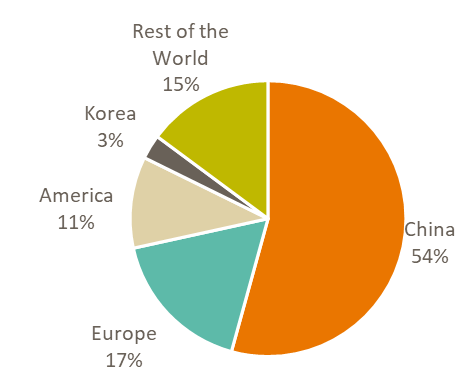 Rest of the
World
15%
Korea
3%
America
11%
China
54%
Europe
17%